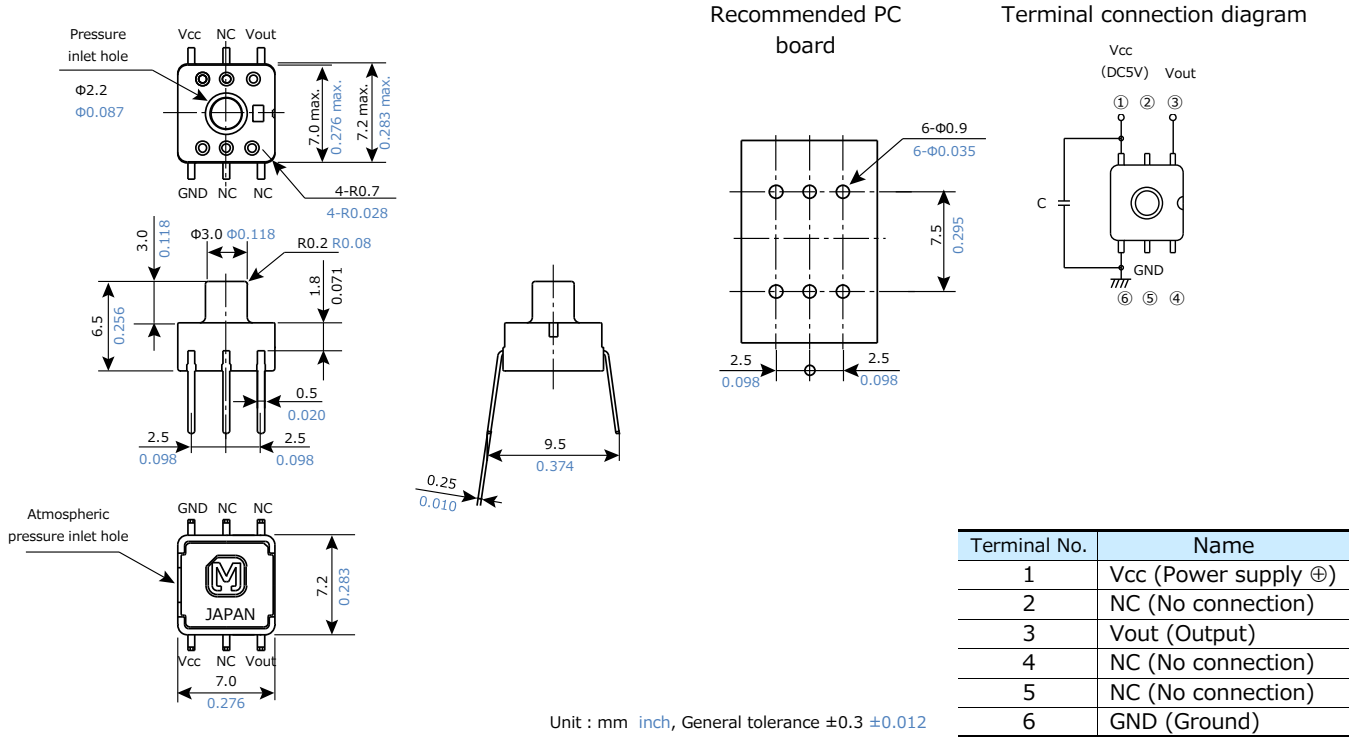 Recommended PC
board
Terminal connection diagram
Pressure
inlet hole
Φ2.2
Φ0.087
Vcc NC Vout
7.0 max.
0.276 max.
7.2 max.
0.283 max.
GND NC NC
4-R0.7
4-R0.028
3.0
0.118
Φ3.0 Φ0.118
R0.2 R0.08
1.8
0.071
6.5
0.256
0.5
0.020
2.5
0.098
2.5
0.098
9.5
0.374
0.25
0.010
6-Φ0.9
6-Φ0.035
7.5
0.295
2.5
0.098
2.5
0.098
Vcc
(DC5V) Vout
① ② ③
C
GND
⑥ ⑤ ④
Atmospheric
pressure inlet hole
GND NC NC
M
JAPAN
7.2
0.283
Vcc NC Vout
7.0
0.276
Unit : mm inch, General tolerance ±0.3 ±0.012
Terminal No. Name
1 Vcc (Power supply ⊕)
2 NC (No connection)
3 Vout (Output)
4 NC (No connection)
5 NC (No connection)
6 GND (Ground)